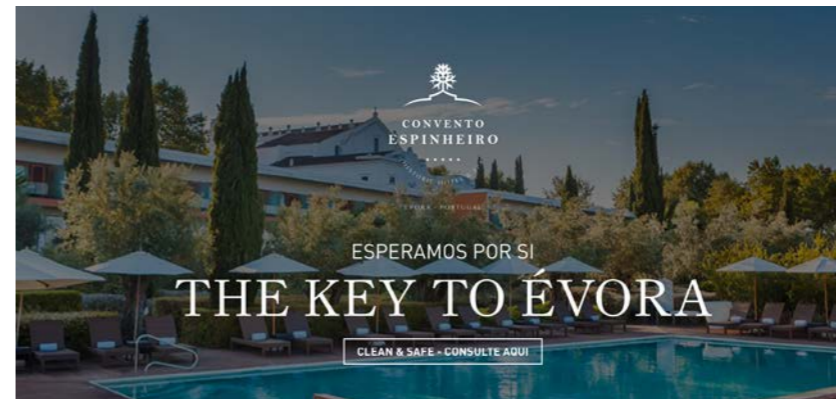 CONVENTO
ESPINHEIRO
ESPERAMOS POR SI
THE KEY TO ÉVORA
CLEAN & SAFE - CONSULTE AQUI